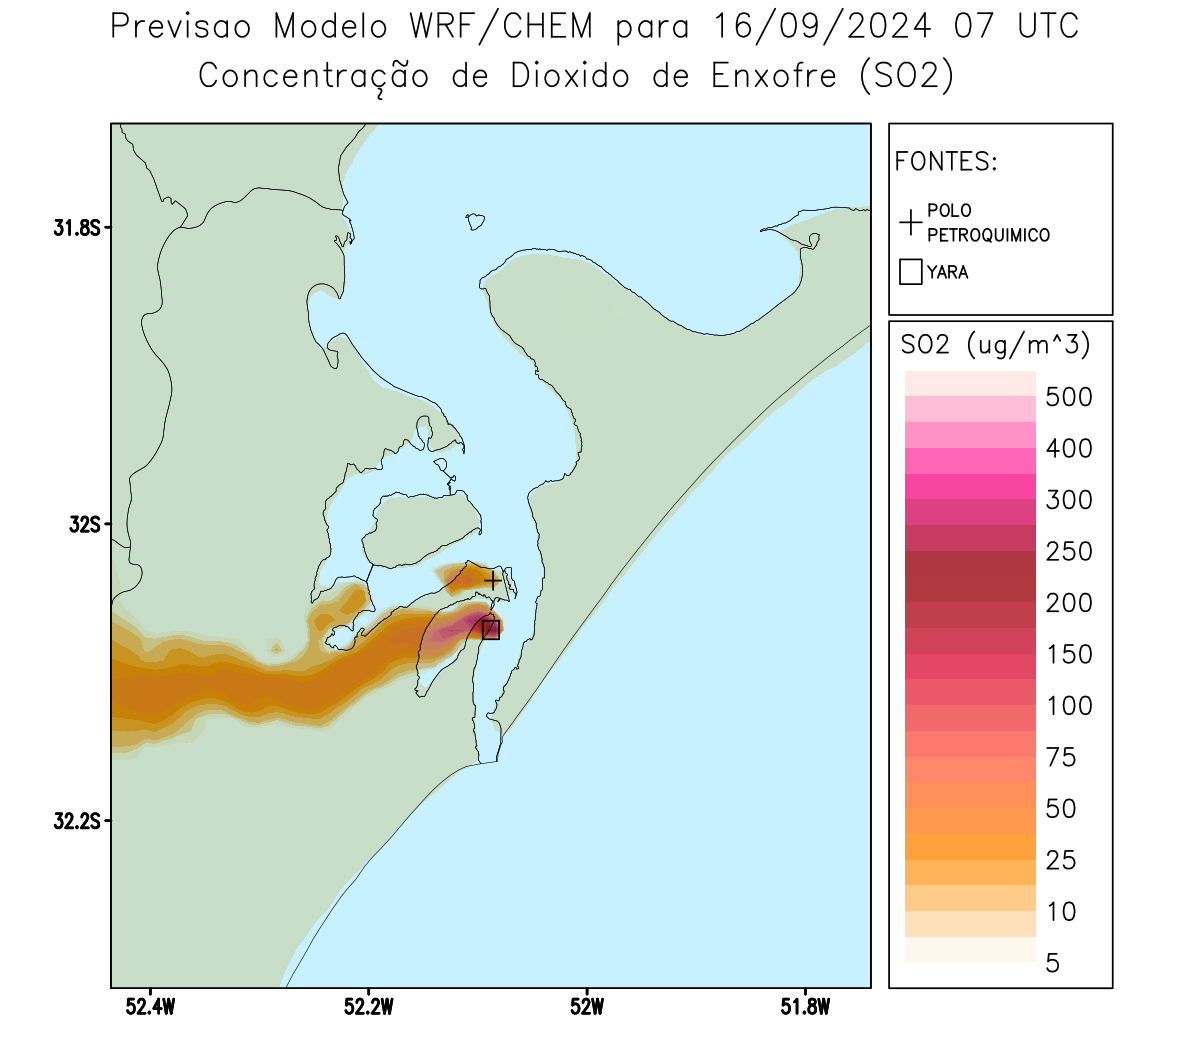 Previsao Modelo WRF/CHEM para 16/09/2024 07 UTC
Concentração de Dioxido de Enxofre (SO2)
FONTES:
POLO
PETROQUIMICO
YARA
SO2 (ug/m^3)
500
400
300
250
200
150
100
75
50
25
10
5
31.8S
32S
32.2S
52.4W
52.2W
52W
51.8W